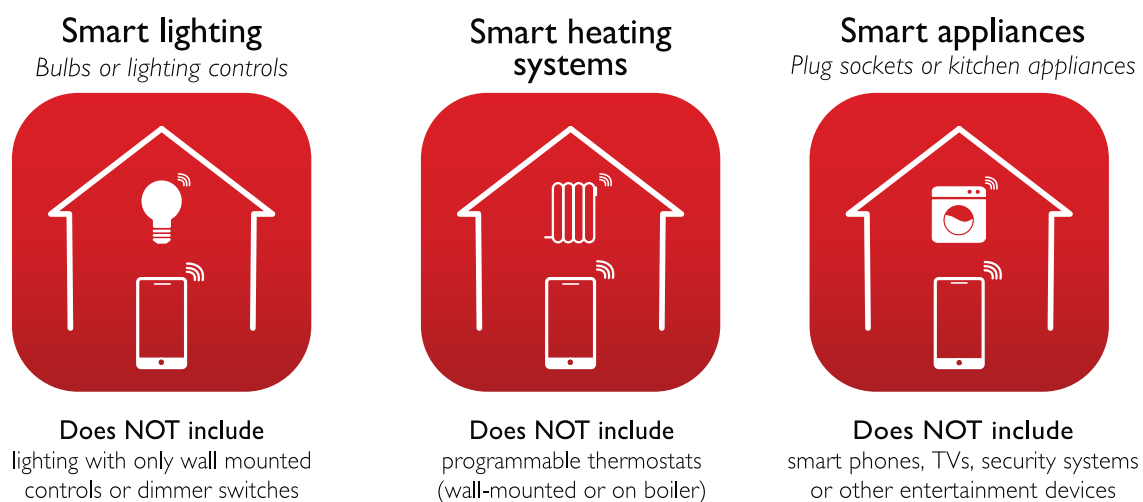 Smart lighting
Bulbs or lighting controls
Does NOT include
lighting with only wall mounted
controls or dimmer switches
Smart heating
systems
Does NOT include
programmable thermostats
(wall-mounted or on boiler)
Smart appliances
Plug sockets or kitchen appliances
Does NOT include
smart phones, TVs, security systems
or other entertainment devices